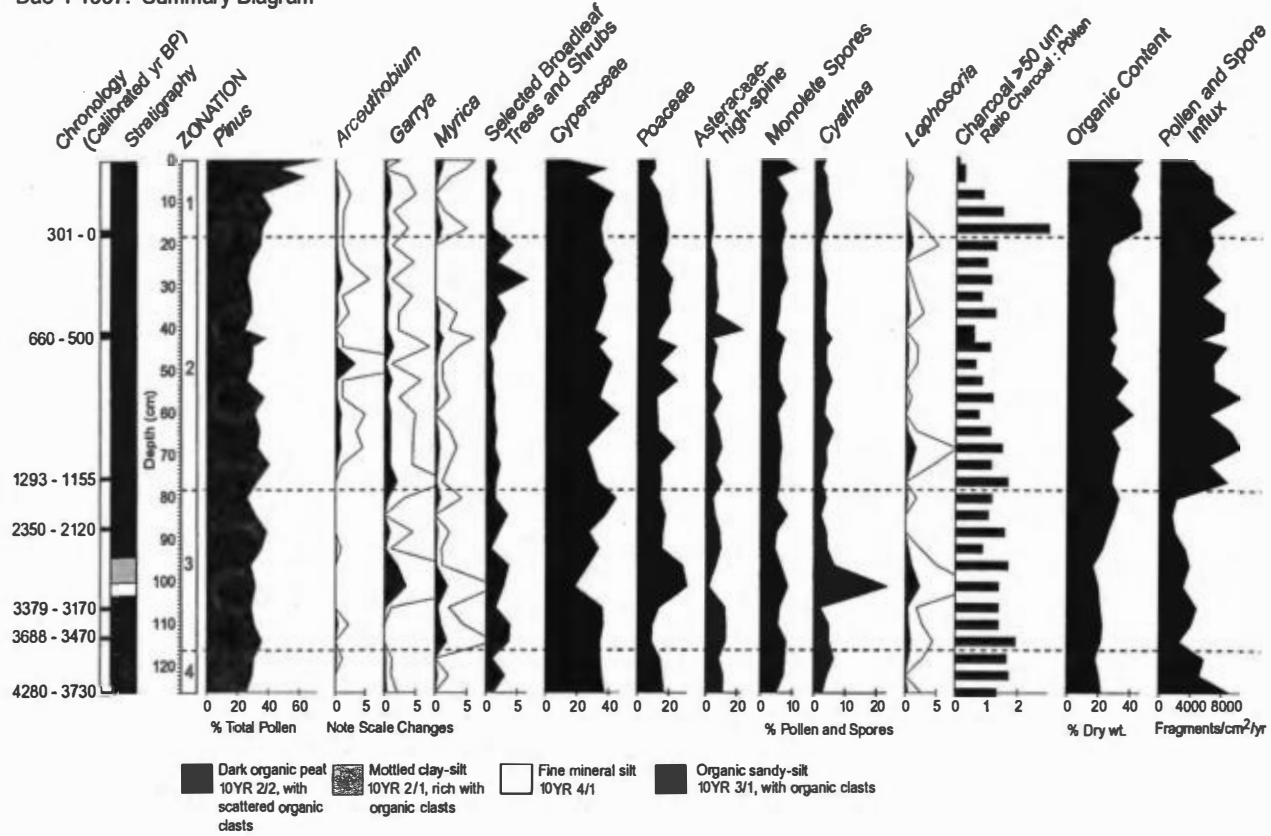 Duo-1 1997: Summary Diagram
Chronology
(Calibrated yr BP)
Stratigraphy
ZONATION
Pinus
Arceuthobium
Garrya
Myrica
Selected Broadleaf
Trees and Shrubs
Cyperaceae
Poaceae
Asteraceae-
high-spine
Monolete Spores
Cyathea
Lophosoria
Charcoal >50 um
Ratio Charcoal : Pollen
Organic Content
Pollen and Spore
Influx
301 - 0
660 - 500
1293 - 1155
2350 - 2120
3379 - 3170
3688 - 3470
4280 - 3730
Depth (cm)
0
10
20
30
40
50
60
70
80
90
100
110
120
1
2
3
4
0 20 40 60
0 5
0 5
0 5
0 5
0 20 40
0 20
0 20
0 20
0 10 20
0 5
0 1 2
0 20 40
0 4000 8000
% Total Pollen
Note Scale Changes
% Pollen and Spores
% Dry wt.
Fragments/cm2/yr
Dark organic peat
10YR 2/2, with
scattered organic
clasts
Mottled clay-silt
10YR 2/1, rich with
organic clasts
Fine mineral silt
10YR 4/1
Organic sandy-silt
10YR 3/1, with organic clasts